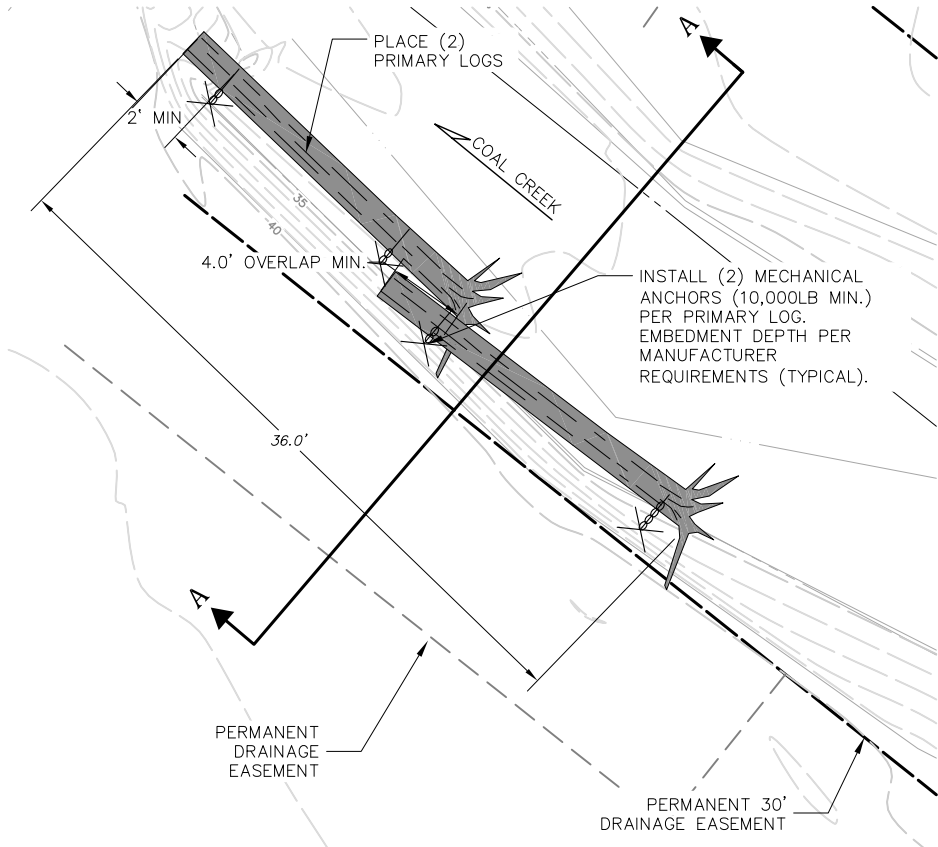 PLACE (2)
PRIMARY LOGS
A
2' MIN
COAL CREEK
35
40
4.0' OVERLAP MIN.
INSTALL (2) MECHANICAL
ANCHORS (10,000LB MIN.)
PER PRIMARY LOG.
EMBEDMENT DEPTH PER
MANUFACTURER
REQUIREMENTS (TYPICAL).
36.0'
A
PERMANENT
DRAINAGE
EASEMENT
PERMANENT 30'
DRAINAGE EASEMENT